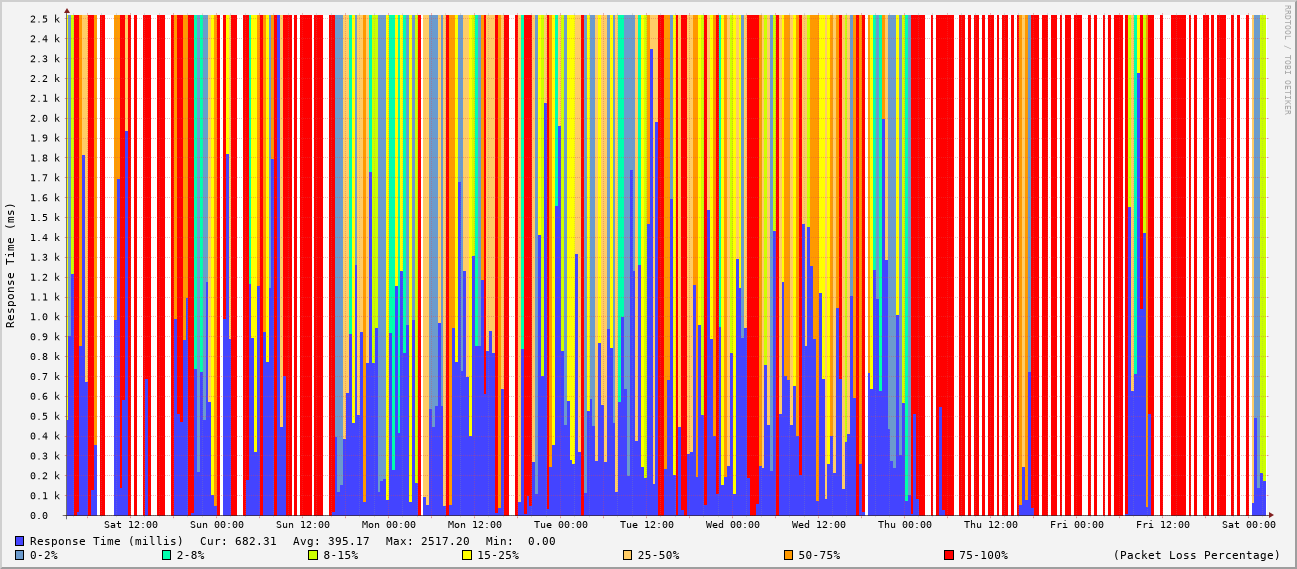 2.5 k
2.4 k
2.3 k
2.2 k
2.1 k
2.0 k
1.9 k
1.8 k
1.7 k
1.6 k
1.5 k
1.4 k
1.3 k
1.2 k
1.1 k
1.0 k
0.9 k
0.8 k
0.7 k
0.6 k
0.5 k
0.4 k
0.3 k
0.2 k
0.1 k
0.0
Response Time (ms)
RRDTOOL / TOBI OETIKER
Sat 12:00 Sun 00:00 Sun 12:00 Mon 00:00 Mon 12:00 Tue 00:00 Tue 12:00 Wed 00:00 Wed 12:00 Thu 00:00 Thu 12:00 Fri 00:00 Fri 12:00 Sat 00:00
Response Time (millis) Cur: 682.31 Avg: 395.17 Max: 2517.20 Min: 0.00
0-2% 2-8% 8-15% 15-25% 25-50% 50-75% 75-100% (Packet Loss Percentage)